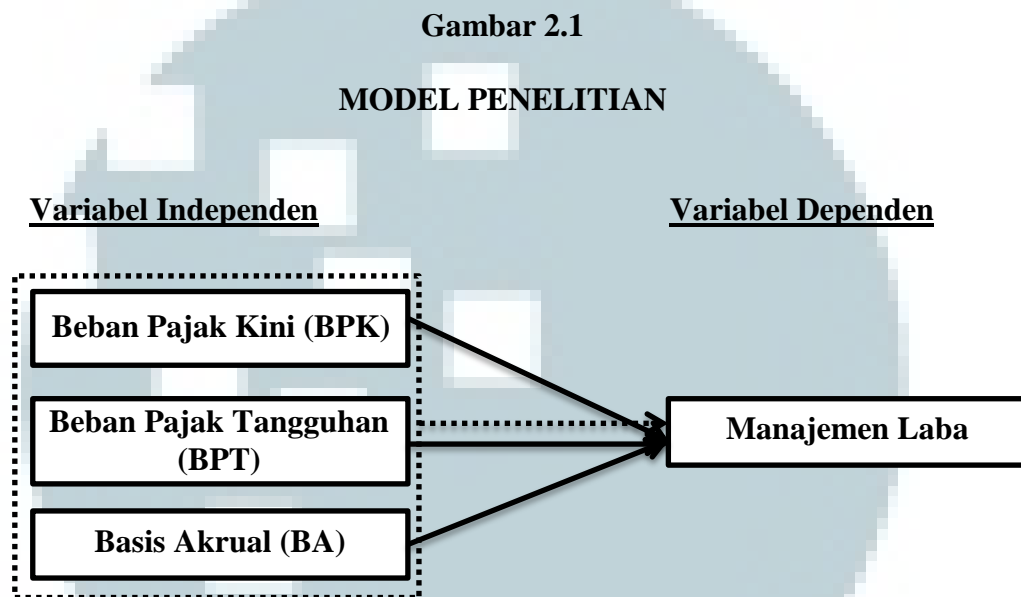 Gambar 2.1
MODEL PENELITIAN
Variabel Independen
Variabel Dependen
Beban Pajak Kini (BPK)
Beban Pajak Tangguhan
(BPT)
Manajemen Laba
Basis Akrual (BA)